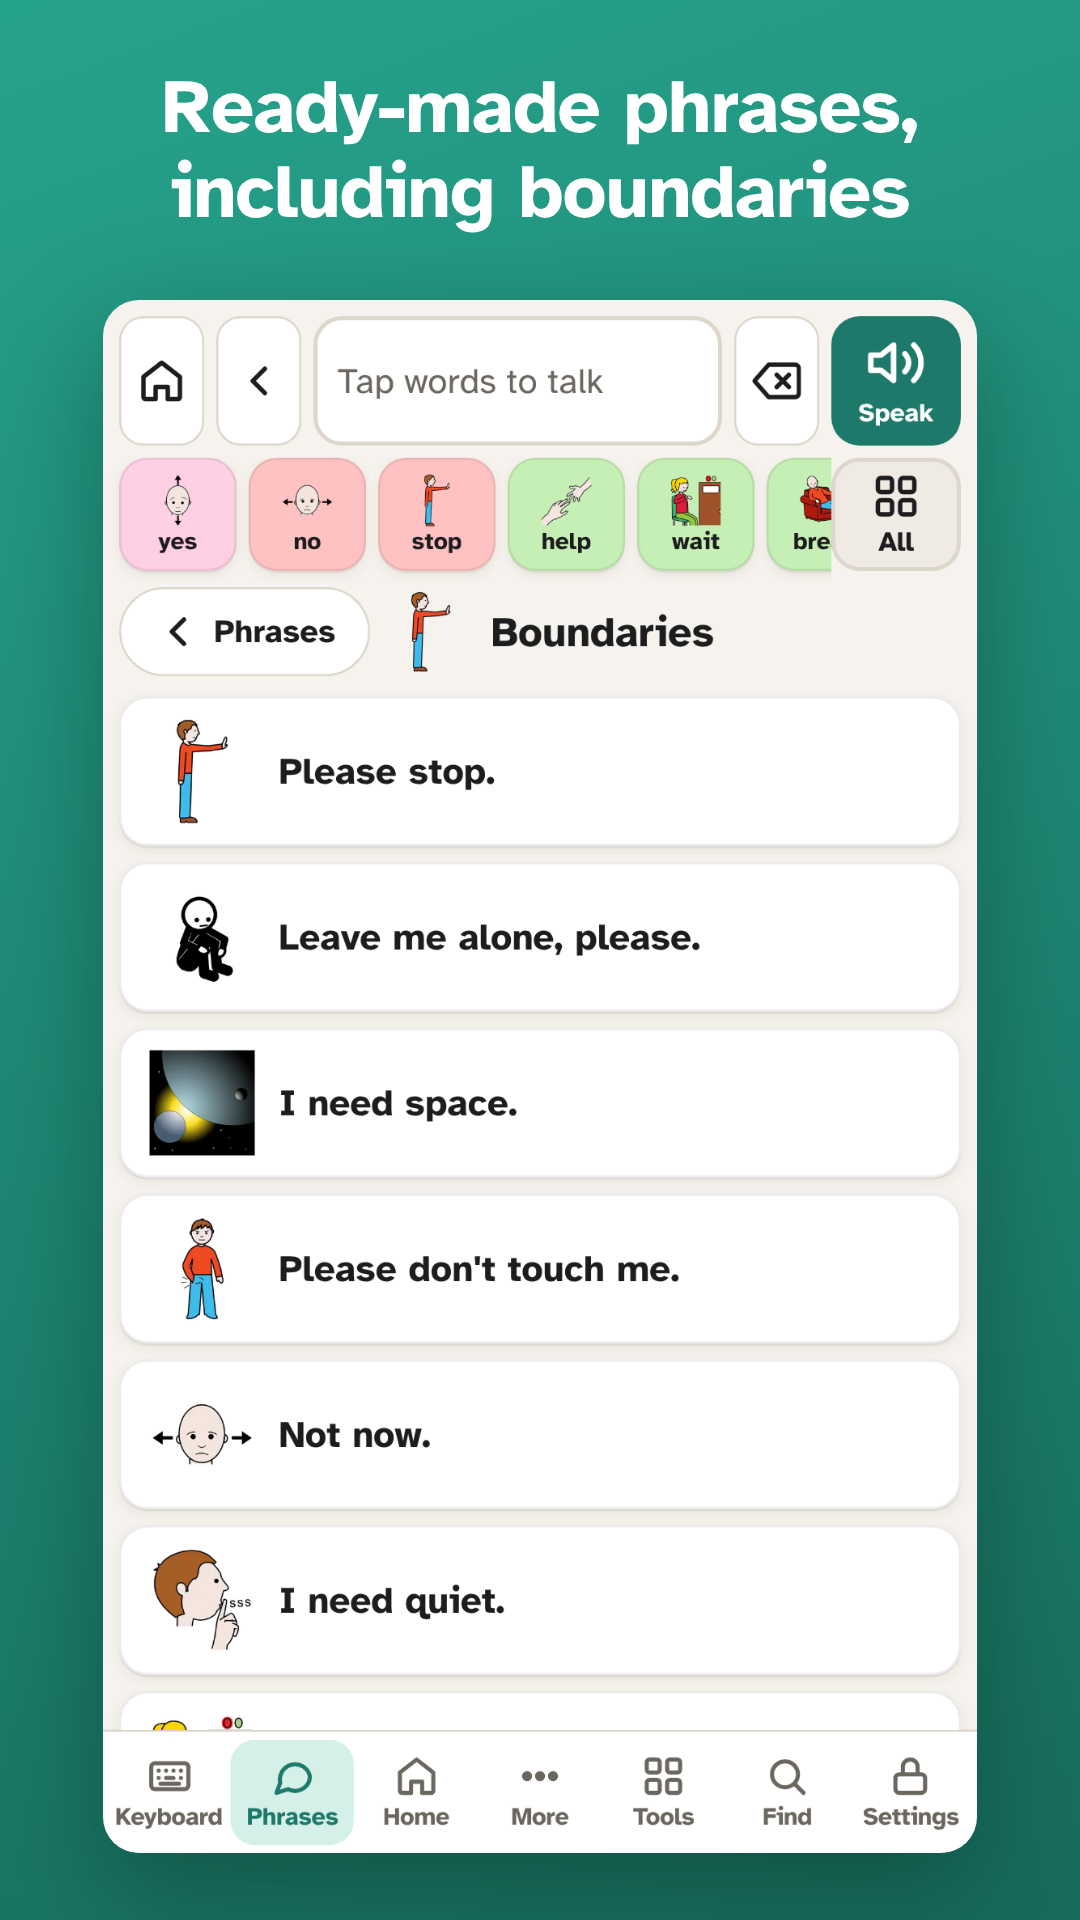 Ready-made phrases,
including boundaries
Tap words to talk
Speak
yes
no
stop
help
wait
bre
All
Phrases
Boundaries
Please stop.
Leave me alone, please.
I need space.
Please don't touch me.
Not now.
sss
I need quiet.
Keyboard
Phrases
Home
More
Tools
Find
Settings